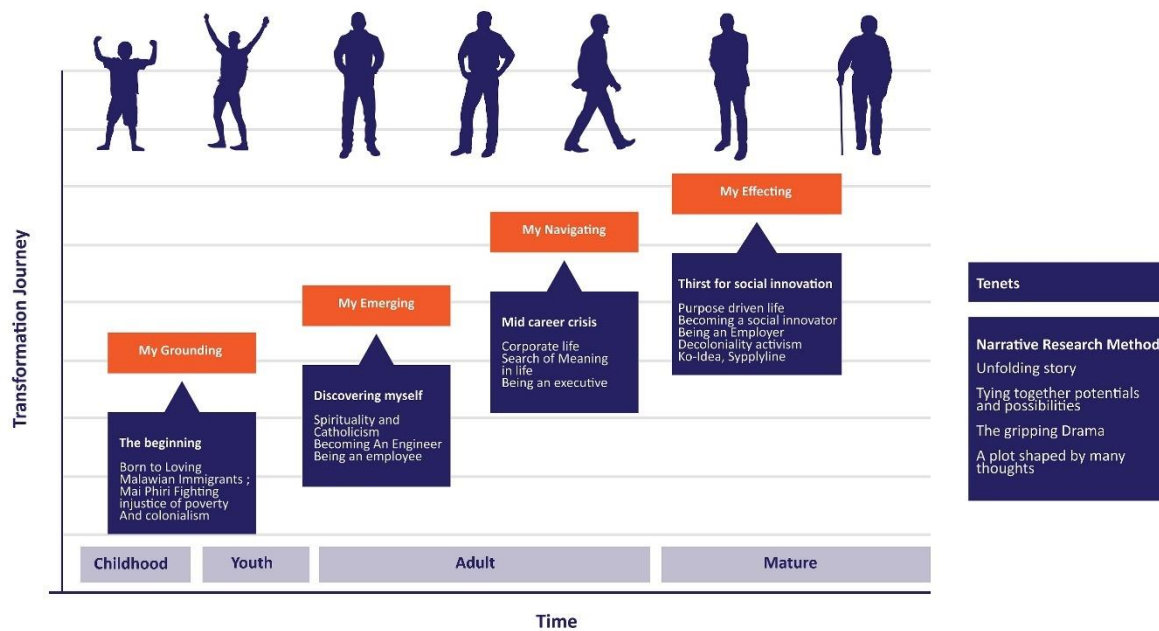 My Effecting
My Navigating
My Emerging
My Grounding
Thirst for social innovation
Purpose driven life
Becoming a social innovator
Being an Employer
Decoloniality activism
Ko-Idea, Sypplyline
Mid career crisis
Corporate life
Search of Meaning
in life
Being an executive
Discovering myself
Spirituality and
Catholicism
Becoming An Engineer
Being an employee
The beginning
Born to Loving
Malawian Immigrants ;
Mai Phiri Fighting
injustice of poverty
And colonialism
Transformation Journey
Childhood
Youth
Adult
Mature
Time
Tenets
Narrative Research Method
Unfolding story
Tying together potentials
and possibilities
The gripping Drama
A plot shaped by many
thoughts